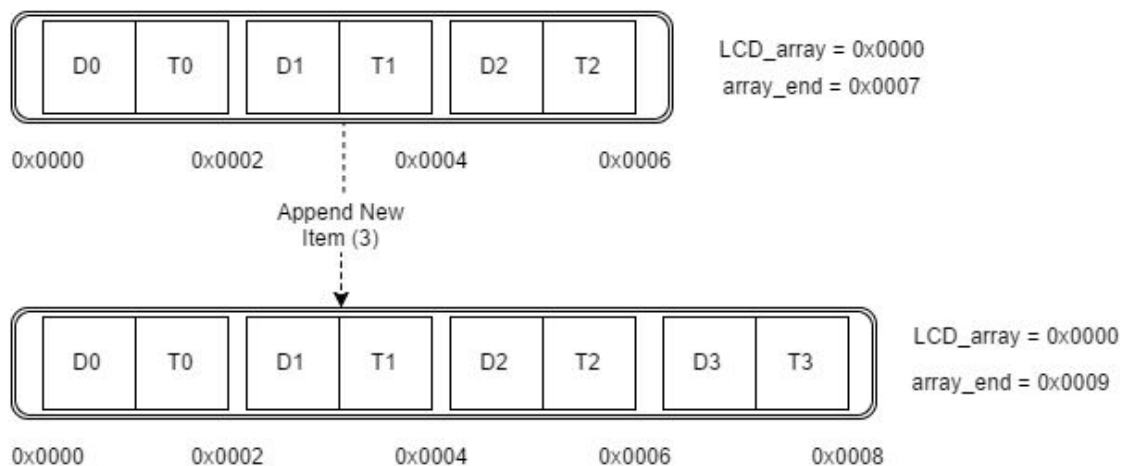 D0 T0 D1 T1 D2 T2
LCD_array = 0x0000
array_end = 0x0007
0x0000 0x0002 0x0004 0x0006
Append New
Item (3)
D0 T0 D1 T1 D2 T2 D3 T3
LCD_array = 0x0000
array_end = 0x0009
0x0000 0x0002 0x0004 0x0006 0x0008